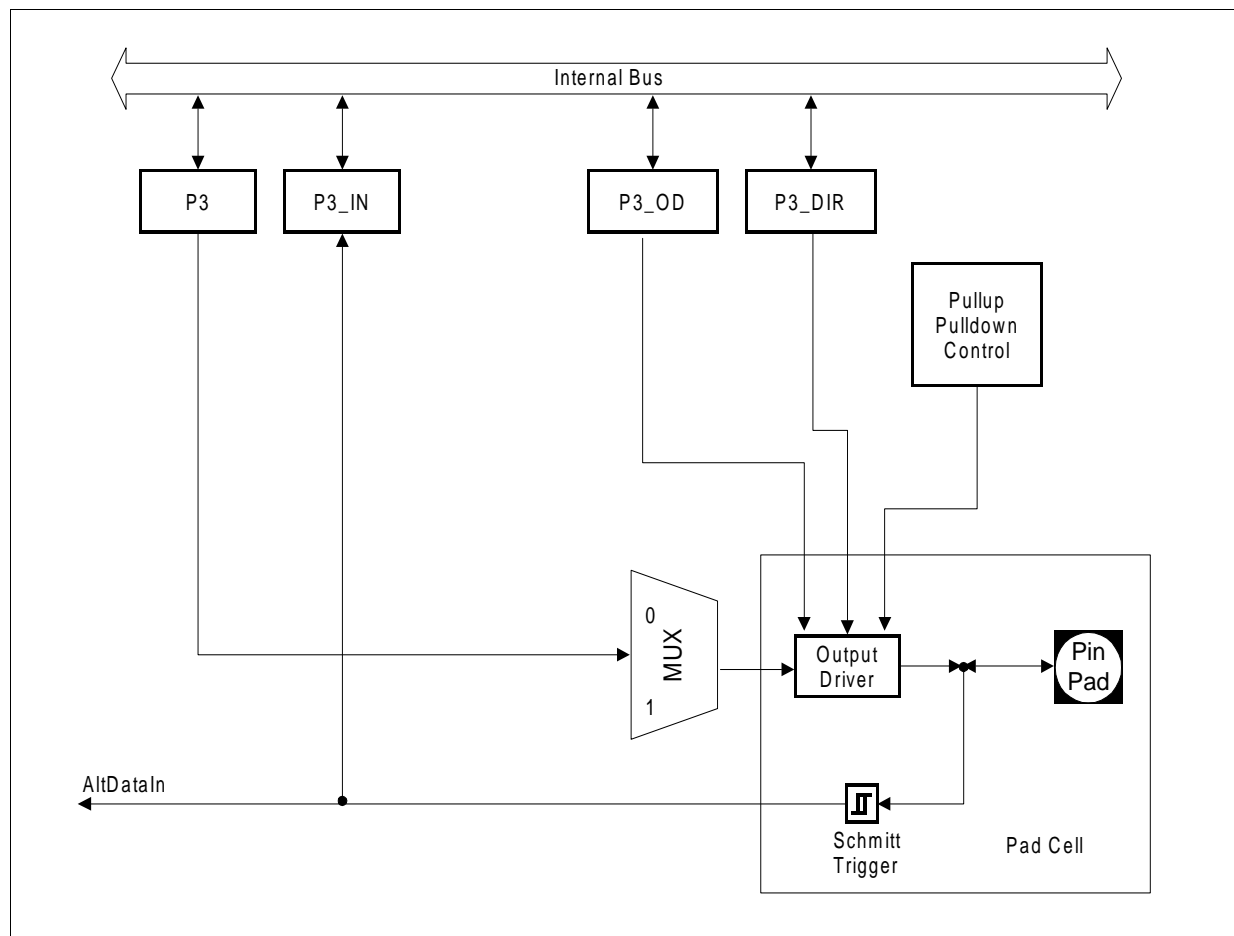 Internal Bus
P3
P3_IN
P3_OD
P3_DIR
Pullup
Pulldown
Control
0
MUX
1
Output
Driver
Pin
Pad
AltDataIn
Schmitt
Trigger
Pad Cell